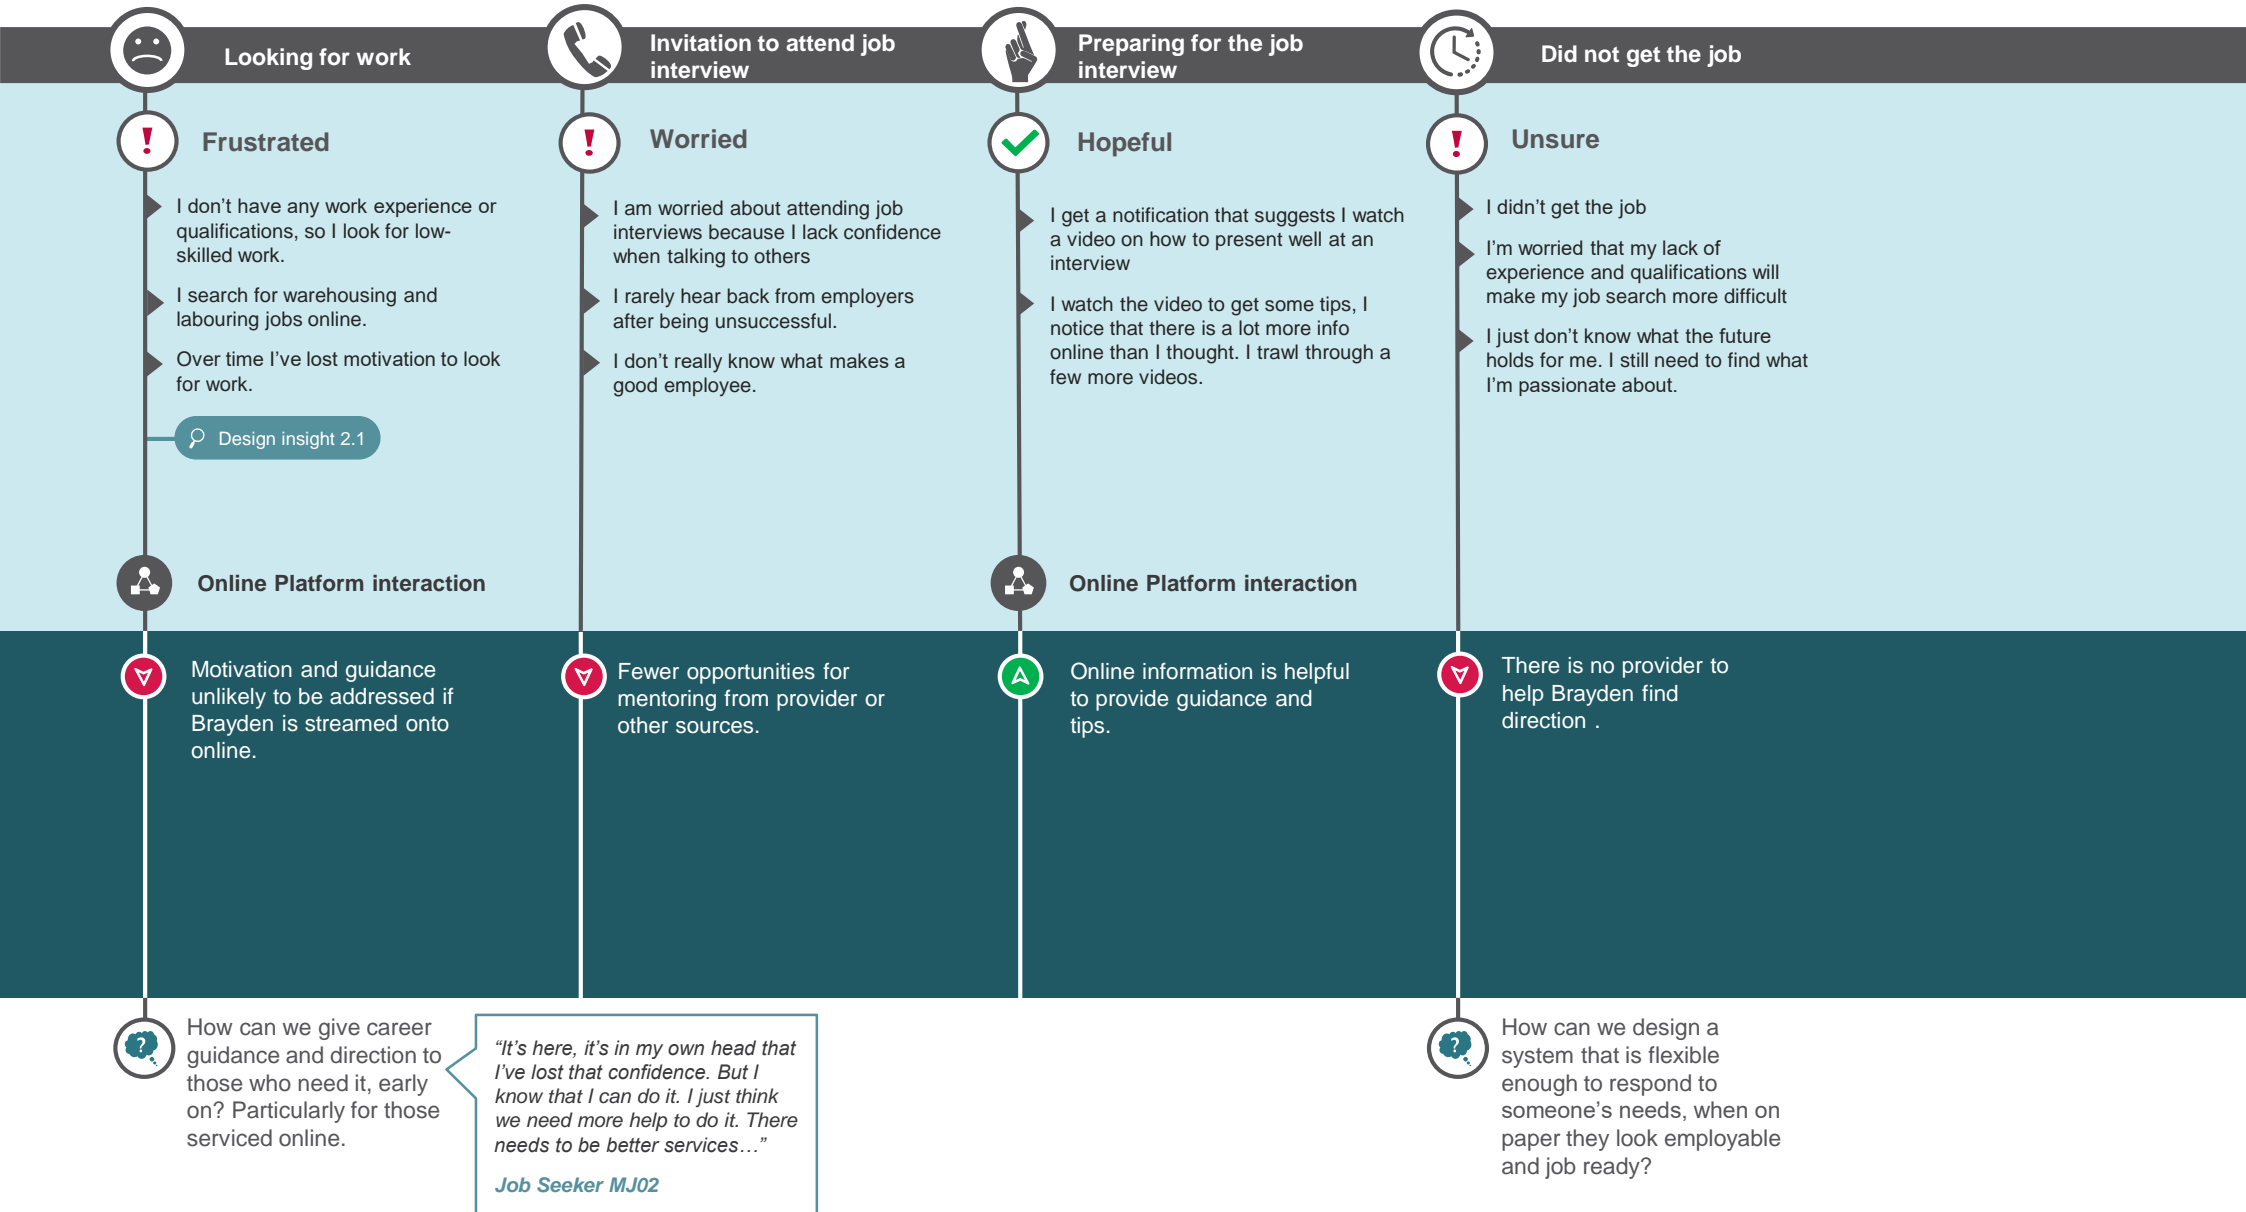 Looking for work
Invitation to attend job
interview
Preparing for the job
interview
Did not get the job
!
Frustrated
I don’t have any work experience or
qualifications, so I look for low-
skilled work.
I search for warehousing and
labouring jobs online.
Over time I’ve lost motivation to look
for work.
Design insight 2.1
Online Platform interaction
!
Worried
I am worried about attending job
interviews because I lack confidence
when talking to others
I rarely hear back from employers
after being unsuccessful.
I don’t really know what makes a
good employee.
Hopeful
I get a notification that suggests I watch
a video on how to present well at an
interview
I watch the video to get some tips, I
notice that there is a lot more info
online than I thought. I trawl through a
few more videos.
Online Platform interaction
!
Unsure
I didn’t get the job
I’m worried that my lack of
experience and qualifications will
make my job search more difficult
I just don’t know what the future
holds for me. I still need to find what
I’m passionate about.
Motivation and guidance
unlikely to be addressed if
Brayden is streamed onto
online.
Fewer opportunities for
mentoring from provider or
other sources.
Online information is helpful
to provide guidance and
tips.
There is no provider to
help Brayden find
direction .
?
How can we give career
guidance and direction to
those who need it, early
on? Particularly for those
serviced online.
“It’s here, it’s in my own head that
I’ve lost that confidence. But I
know that I can do it. I just think
we need more help to do it. There
needs to be better services…”
Job Seeker MJ02
?
How can we design a
system that is flexible
enough to respond to
someone’s needs, when on
paper they look employable
and job ready?